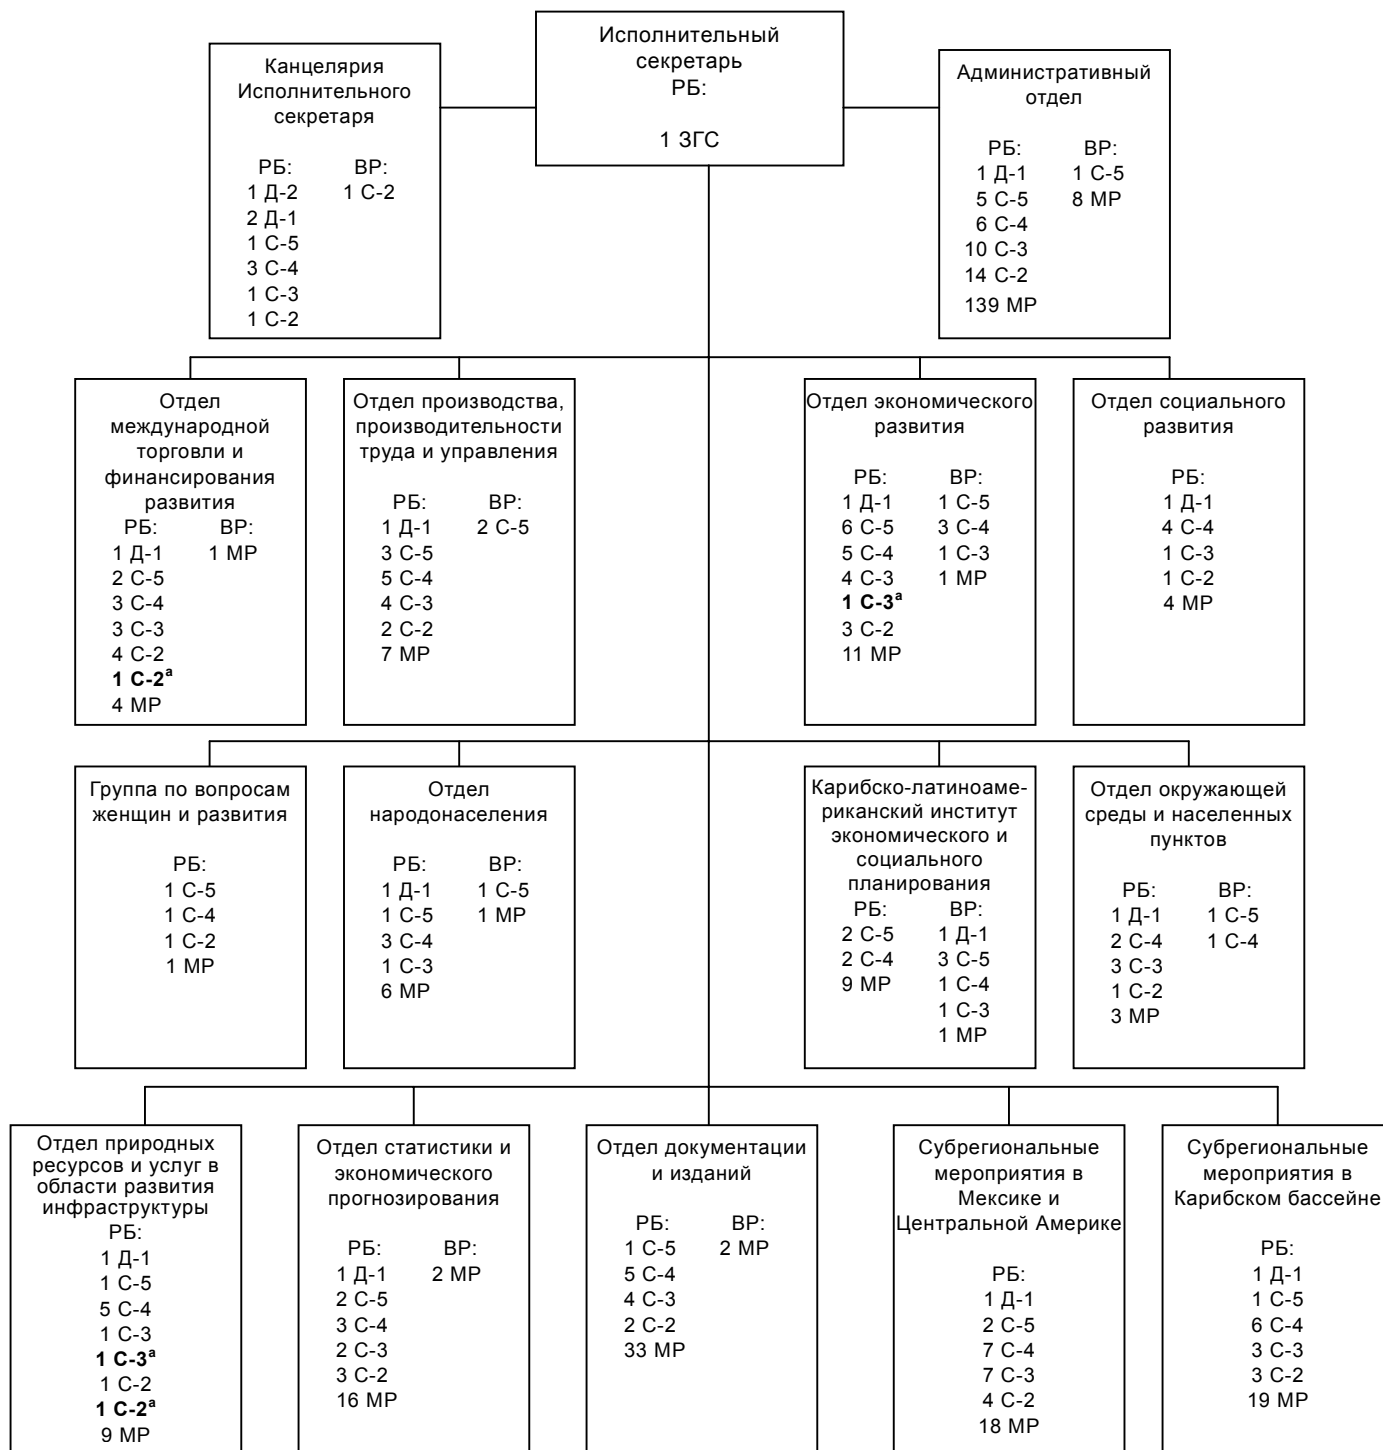 Исполнительный
секретарь
РБ:
1 ЗГС
Канцелярия
Исполнительного
секретаря
РБ: ВР:
1 Д-2 1 С-2
2 Д-1
1 С-5
3 С-4
1 С-3
1 С-2
Административный
отдел
РБ: ВР:
1 Д-1 1 С-5
5 С-5 8 МР
6 С-4
10 С-3
14 С-2
139 МР
Отдел
международной
торговли и
финансирования
развития
РБ: ВР:
1 Д-1 1 МР
2 С-5
3 С-4
3 С-3
4 С-2
1 С-2ª
4 МР
Отдел производства,
производительности
труда и управления
РБ: ВР:
1 Д-1 2 С-5
3 С-5
5 С-4
4 С-3
2 С-2
7 МР
Отдел экономического
развития
РБ: ВР:
1 Д-1 1 С-5
6 С-5 3 С-4
5 С-4 1 С-3
4 С-3 1 МР
1 С-3ª
3 С-2
11 МР
Отдел социального
развития
РБ:
1 Д-1
4 С-4
1 С-3
1 С-2
4 МР
Группа по вопросам
женщин и развития
РБ:
1 С-5
1 С-4
1 С-2
1 МР
Отдел
народонаселения
РБ: ВР:
1 Д-1 1 С-5
1 С-5 1 МР
3 С-4
1 С-3
6 МР
Карибско-латиноаме-
риканский институт
экономического и
социального
планирования
РБ: ВР:
2 С-5 1 Д-1
2 С-4 3 С-5
9 МР 1 С-4
1 С-3
1 МР
Отдел окружающей
среды и населенных
пунктов
РБ: ВР:
1 Д-1 1 С-5
2 С-4 1 С-4
3 С-3
1 С-2
3 МР
Отдел природных
ресурсов и услуг в
области развития
инфраструктуры
РБ:
1 Д-1
1 С-5
5 С-4
1 С-3
1 С-3ª
1 С-2
1 С-2ª
9 МР
Отдел статистики и
экономического
прогнозирования
РБ: ВР:
1 Д-1 2 МР
2 С-5
3 С-4
2 С-3
3 С-2
16 МР
Отдел документации
и изданий
РБ: ВР:
1 С-5 2 МР
5 С-4
4 С-3
2 С-2
33 МР
Субрегиональные
мероприятия в
Мексике и
Центральной Америке
РБ:
1 Д-1
2 С-5
7 С-4
7 С-3
4 С-2
18 МР
Субрегиональные
мероприятия в
Карибском бассейне
РБ:
1 Д-1
1 С-5
6 С-4
3 С-3
3 С-2
19 МР